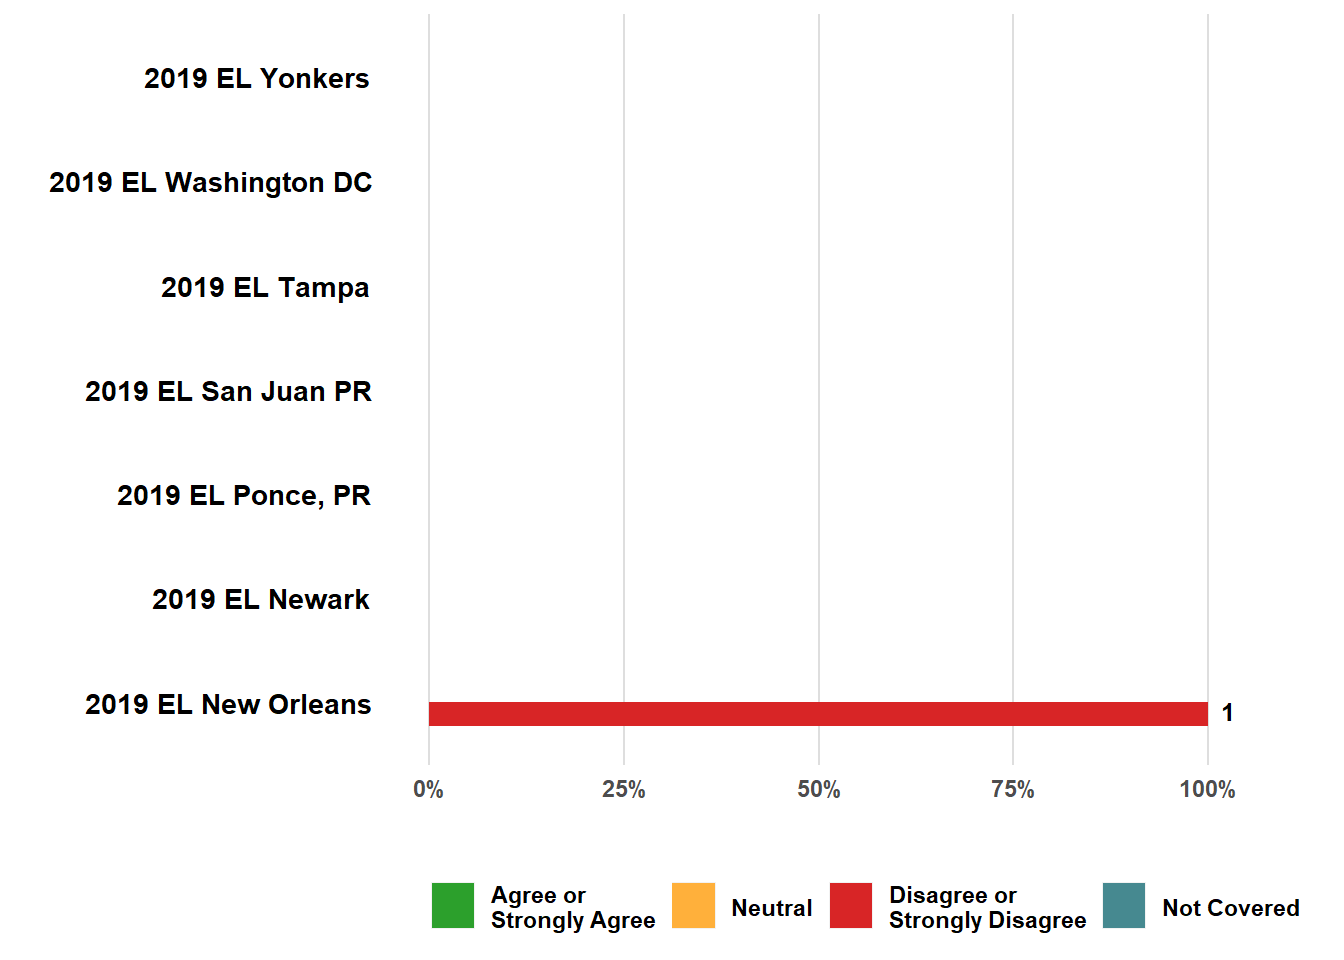 2019 EL Yonkers
2019 EL Washington DC
2019 EL Tampa
2019 EL San Juan PR
2019 EL Ponce, PR
2019 EL Newark
2019 EL New Orleans
1
0% 25% 50% 75% 100%
Agree or
Strongly Agree
Neutral
Disagree or
Strongly Disagree
Not Covered